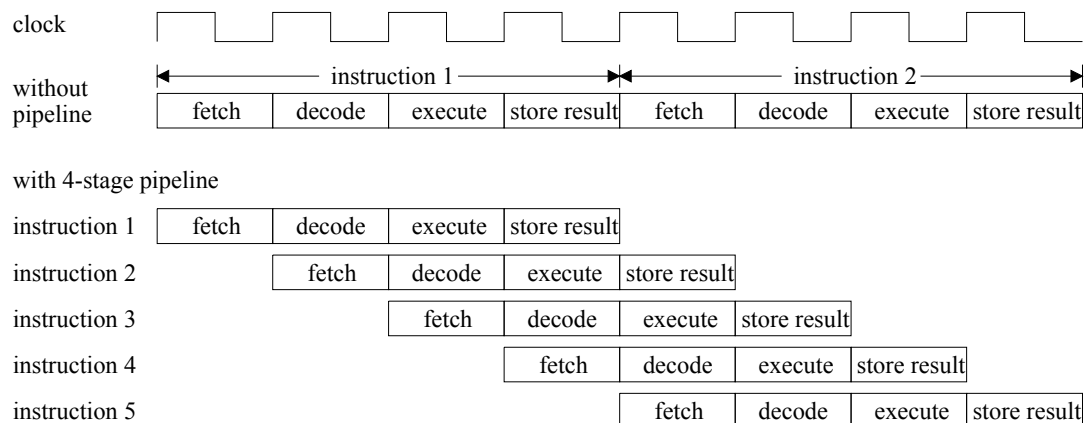 clock
instruction 1 instruction 2
without
pipeline fetch decode execute store result fetch decode execute store result
with 4-stage pipeline
instruction 1 fetch decode execute store result
instruction 2 fetch decode execute store result
instruction 3 fetch decode execute store result
instruction 4 fetch decode execute store result
instruction 5 fetch decode execute store result